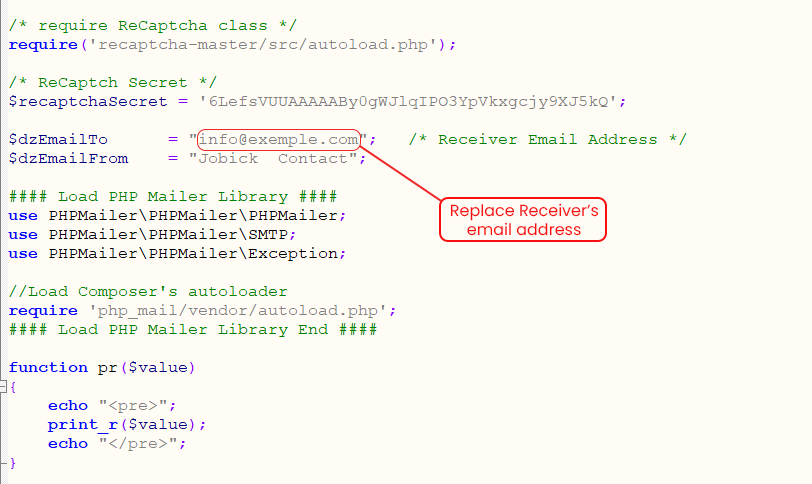 /* require ReCaptcha class */
require('recaptcha-master/src/autoload.php');
/* ReCaptch Secret */
$recaptchaSecret = '6LefsVUUAAAAABy0gWJlqIPO3YpVkxgcjy9XJ5kQ';
$dzEmailTo      = "info@exemple.com";   /* Receiver Email Address */
$dzEmailFrom    = "Jobick  Contact";
#### Load PHP Mailer Library ####
use PHPMailer\PHPMailer\PHPMailer;
use PHPMailer\PHPMailer\SMTP;
use PHPMailer\PHPMailer\Exception;
Replace Receiver's
email address
//Load Composer's autoloader
require 'php_mail/vendor/autoload.php';
#### Load PHP Mailer Library End ####
function pr($value)
{
    echo "<pre>";
    print_r($value);
    echo "</pre>";
}